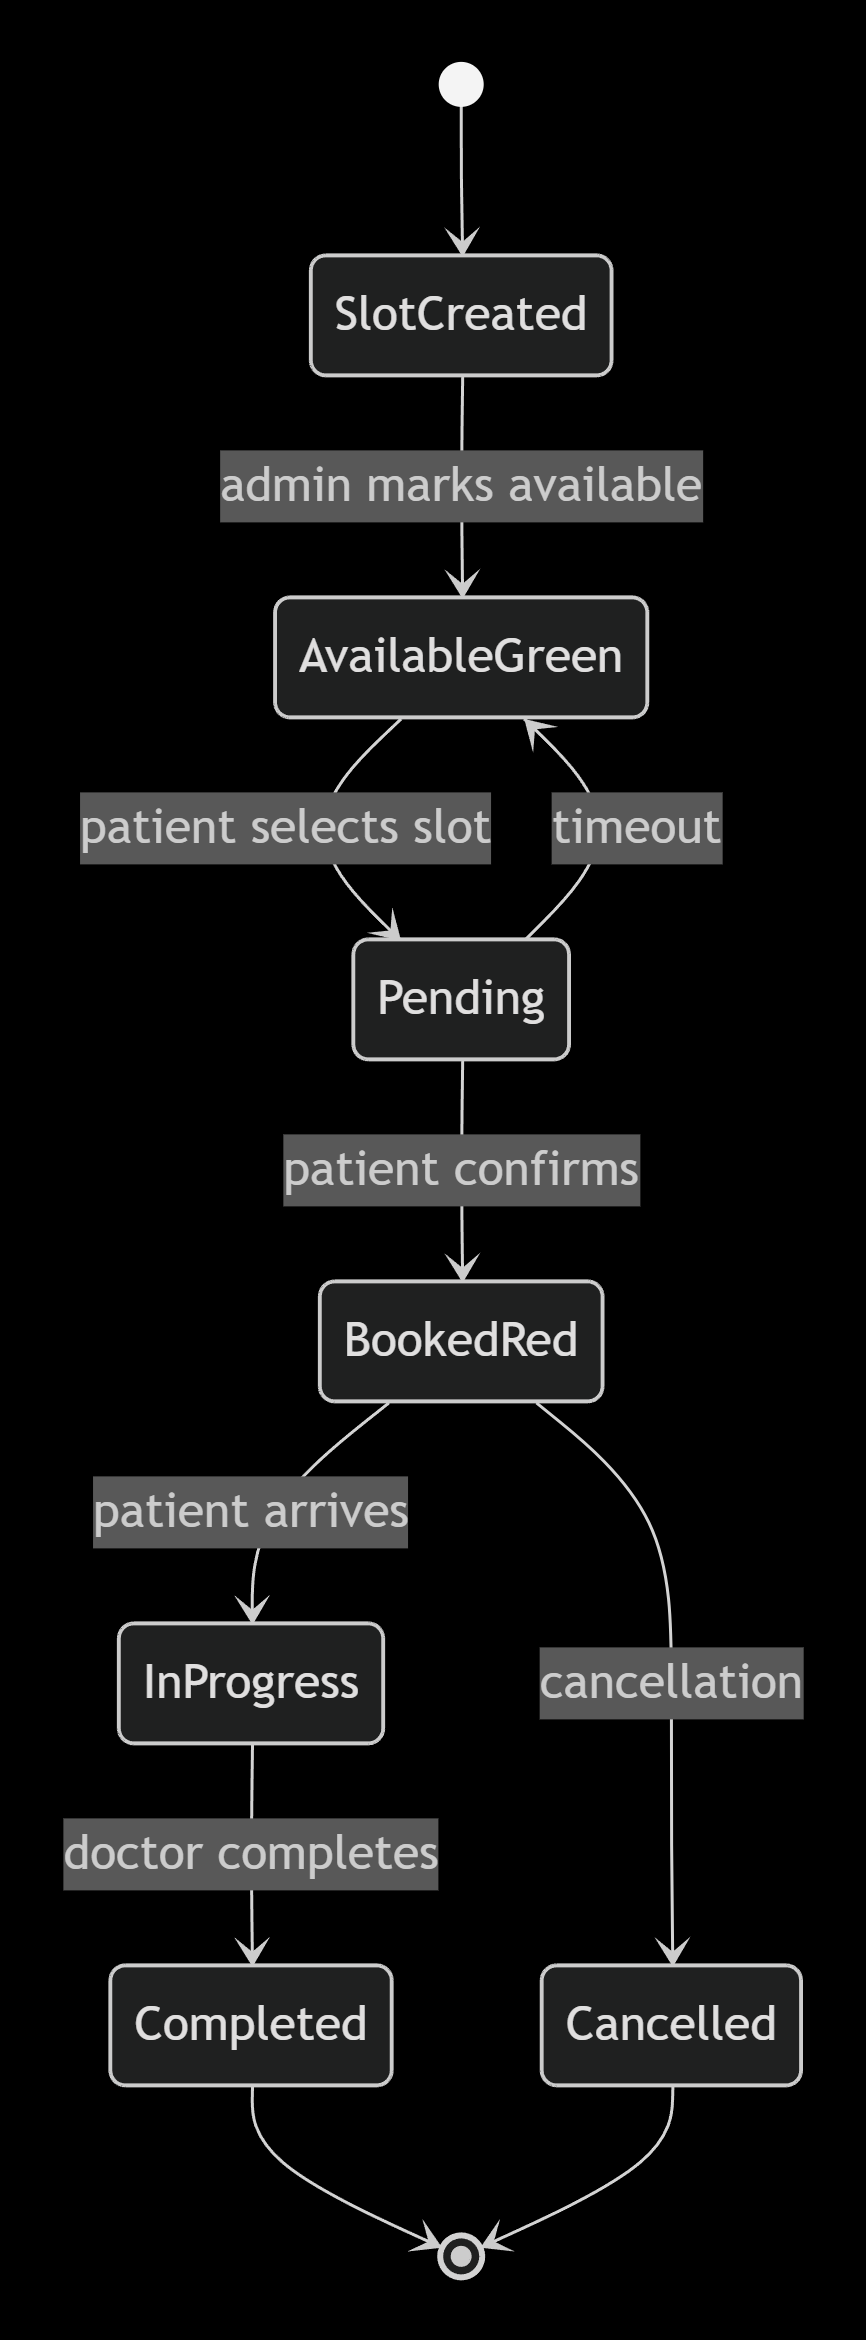 SlotCreated
admin marks available
AvailableGreen
patient selects slot
timeout
Pending
patient confirms
BookedRed
patient arrives
InProgress
cancellation
doctor completes
Completed
Cancelled